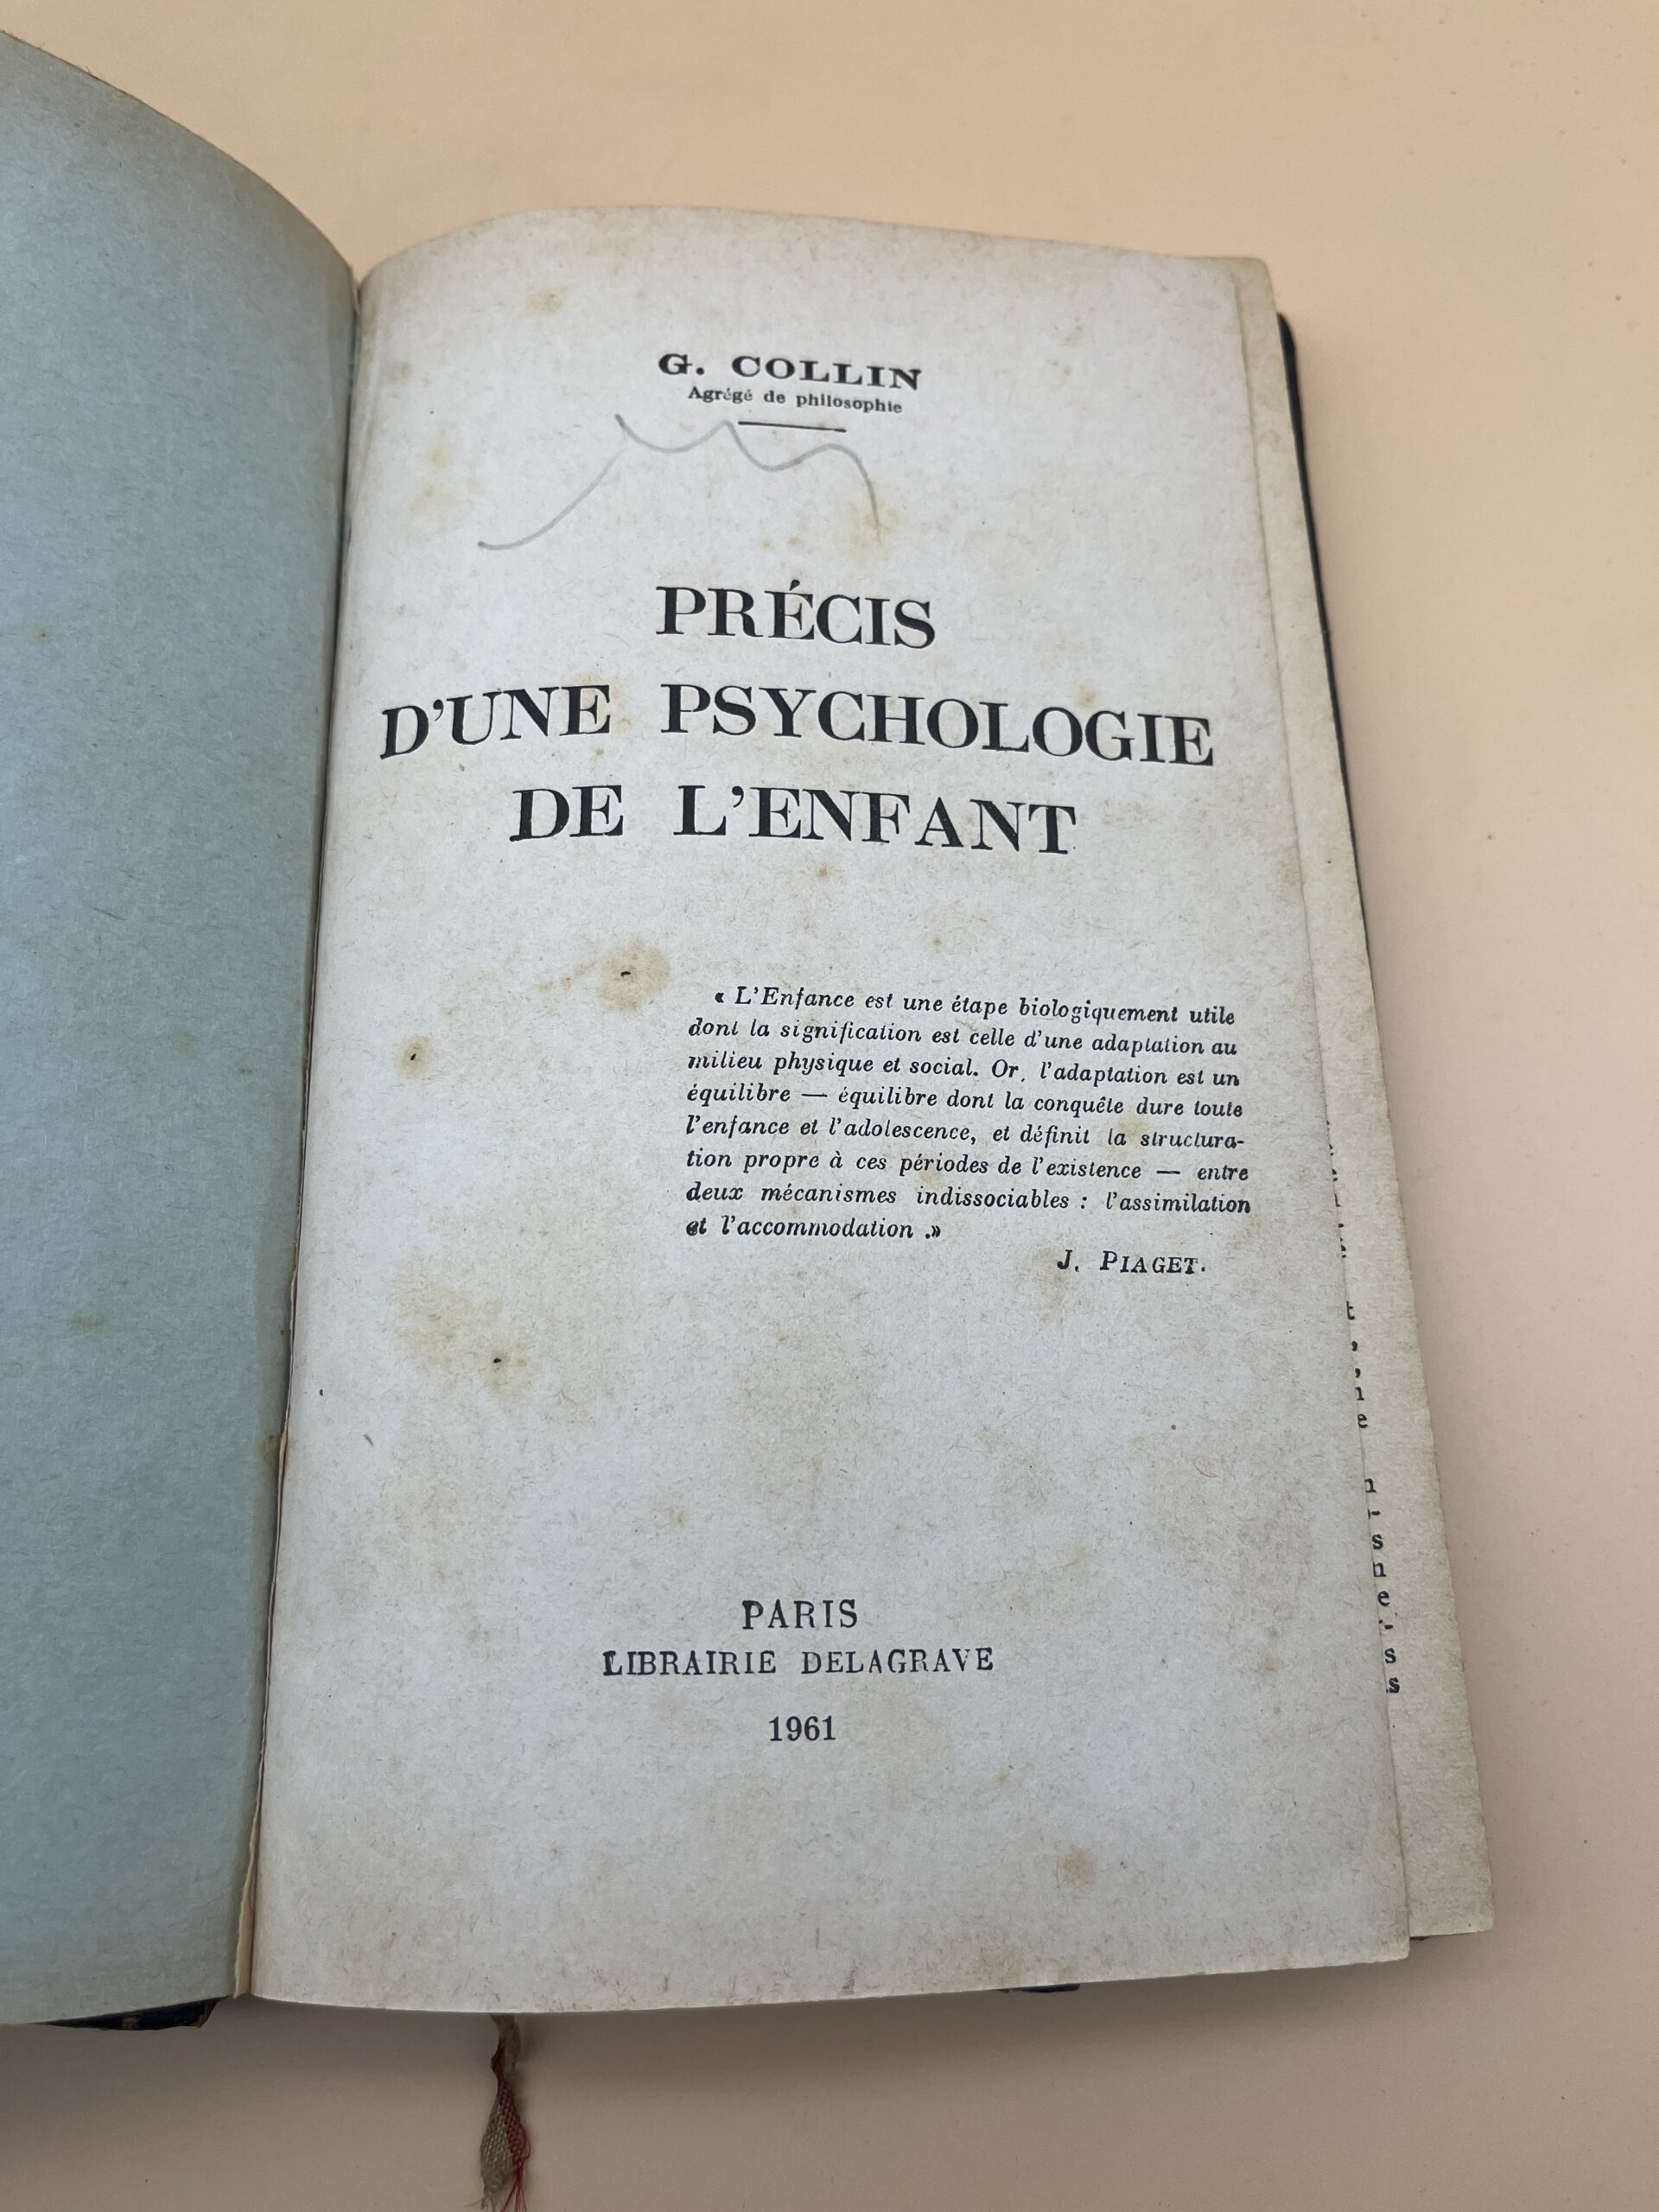 G. COLLIN
Agrégé de philosophie
PRÉCIS
D'UNE PSYCHOLOGIE
DE L'ENFANT
« L'Enfance est une étape biologiquement utile
dont la signification est celle d'une adaptation au
milieu physique et social. Or, l'adaptation est un
équilibre — équilibre dont la conquête dure toute
l'enfance et l'adolescence, et définit la structura-
tion propre à ces périodes de l'existence — entre
deux mécanismes indissociables : l'assimilation
et l'accommodation .»
J. PIAGET.
PARIS
LIBRAIRIE DELAGRAVE
1961